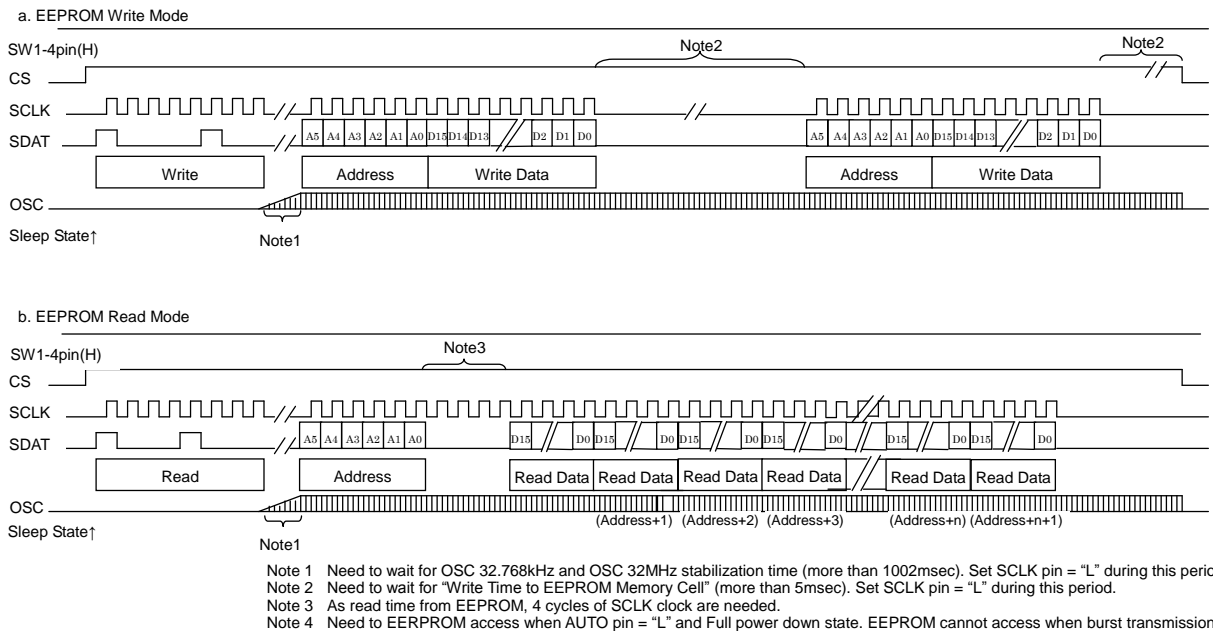 a. EEPROM Write Mode
SW1-4pin(H)
Note2
Note2
CS
SCLK
SDAT
A5 A4 A3 A2 A1 A0 D15 D14 D13 D2 D1 D0
A5 A4 A3 A2 A1 A0 D15 D14 D13 D2 D1 D0
Write Address Write Data Address Write Data
OSC
Sleep State↑
Note1
b. EEPROM Read Mode
SW1-4pin(H)
Note3
CS
SCLK
SDAT
A5 A4 A3 A2 A1 A0 D15 D0 D15 D0 D15 D0 D15 D0 D15 D0 D15 D0
Read Address Read Data Read Data Read Data Read Data Read Data Read Data
OSC
(Address+1) (Address+2) (Address+3) (Address+n) (Address+n+1)
Sleep State↑
Note1
Note 1 Need to wait for OSC 32.768kHz and OSC 32MHz stabilization time (more than 1002msec). Set SCLK pin = “L” during this perio
Note 2 Need to wait for “Write Time to EEPROM Memory Cell” (more than 5msec). Set SCLK pin = “L” during this period.
Note 3 As read time from EEPROM, 4 cycles of SCLK clock are needed.
Note 4 Need to EERPROM access when AUTO pin = “L” and Full power down state. EEPROM cannot access when burst transmission